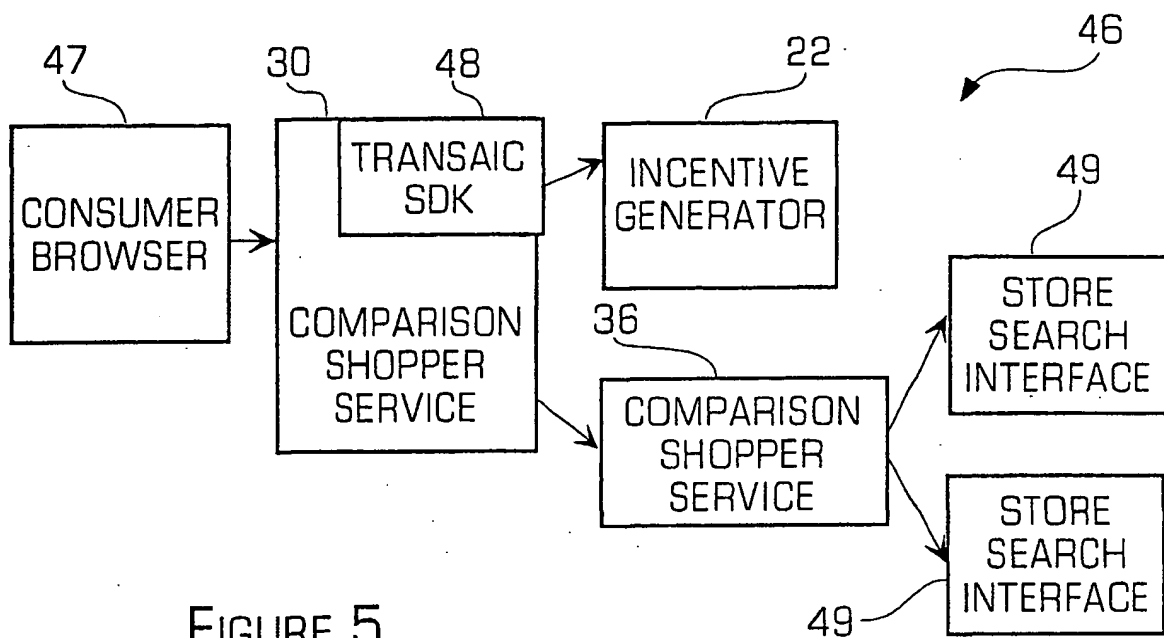 46
47
30
48
22
CONSUMER
BROWSER
TRANSAIC
SDK
COMPARISON
SHOPPER
SERVICE
INCENTIVE
GENERATOR
36
COMPARISON
SHOPPER
SERVICE
49
STORE
SEARCH
INTERFACE
STORE
SEARCH
INTERFACE
49
FIGURE 5